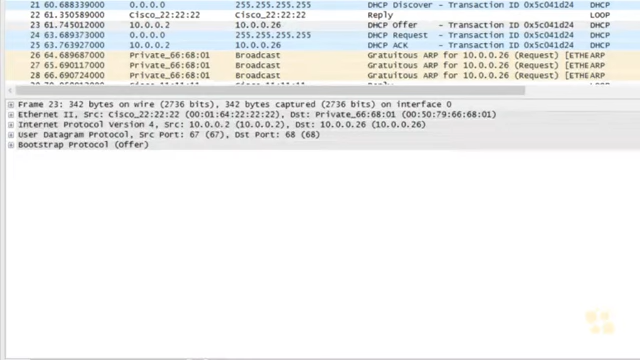 21 60.688339000 0.0.0.0 255.255.255.255 DHCP Discover - Transaction ID 0x5c041d24 DHCP
22 61.350589000 Cisco_22:22:22 Cisco_22:22:22 Reply LOOP
23 61.745012000 10.0.0.2 10.0.0.26 DHCP Offer - Transaction ID 0x5c041d24 DHCP
24 63.689376000 0.0.0.0 255.255.255.255 DHCP Request - Transaction ID 0x5c041d24 DHCP
25 63.763927000 10.0.0.2 10.0.0.26 DHCP ACK - Transaction ID 0x5c041d24 DHCP
26 64.689687000 Private_66:68:01 Broadcast Gratuitous ARP for 10.0.0.26 (Request) [ETHE ARP
27 65.690117000 Private_66:68:01 Broadcast Gratuitous ARP for 10.0.0.26 (Request) [ETHE ARP
28 66.690724000 Private_66:68:01 Broadcast Gratuitous ARP for 10.0.0.26 (Request) [ETHE ARP
Frame 23: 342 bytes on wire (2736 bits), 342 bytes captured (2736 bits) on interface 0
Ethernet II, Src: Cisco_22:22:22 (00:01:64:22:22:22), Dst: Private_66:68:01 (00:50:79:66:68:01)
Internet Protocol Version 4, Src: 10.0.0.2 (10.0.0.2), Dst: 10.0.0.26 (10.0.0.26)
User Datagram Protocol, Src Port: 67 (67), Dst Port: 68 (68)
Bootstrap Protocol (Offer)